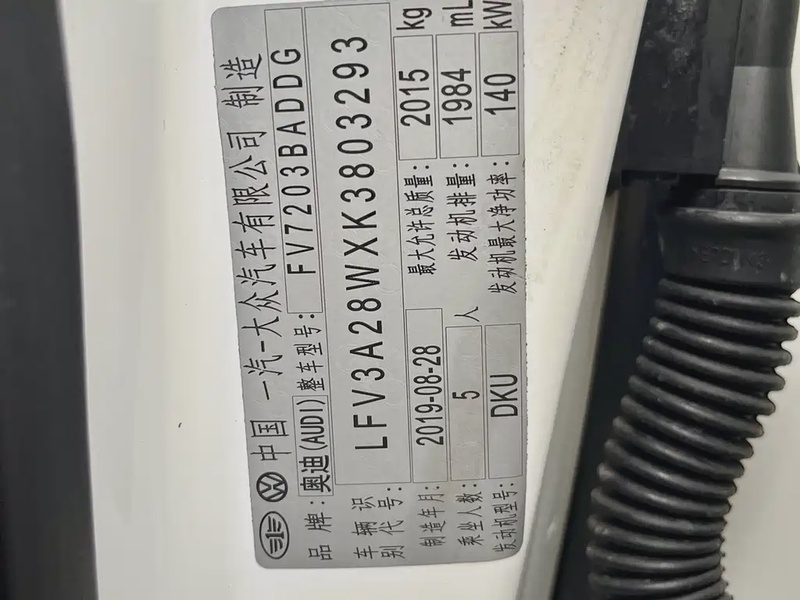 中国 一汽-大众汽车有限公司 制造
品牌: 奥迪(AUDI) 整车型号: FV7203BADDG
车辆识别代号: LFV3A28WXK3803293
制造年月: 2019-08-28 最大允许总质量: 2015 kg
乘坐人数: 5 人 发动机排量: 1984 mL
发动机型号: DKU 发动机最大净功率: 140 kW